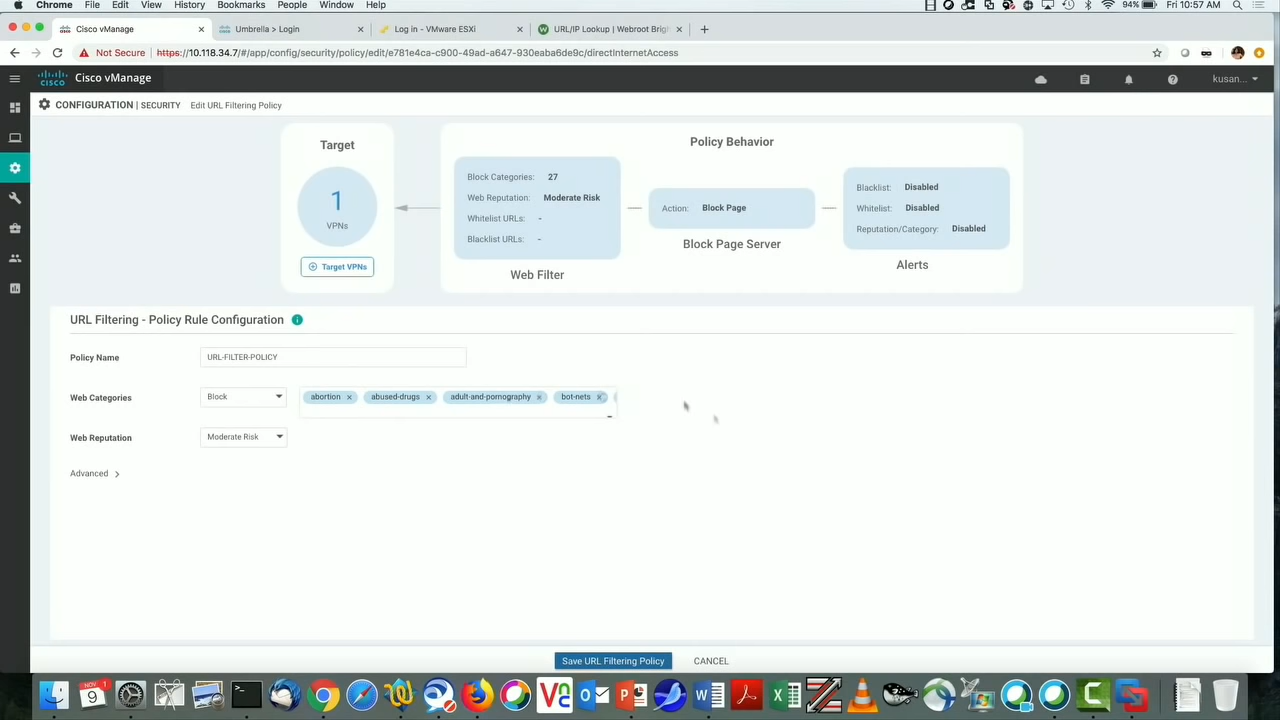 Chrome File Edit View History Bookmarks People Window Help 94% Fri 10:57 AM
Cisco vManage Umbrella > Login Log in - VMware ESXi URL/IP Lookup | Webroot Brigh
Not Secure https://10.118.34.7/#/app/config/security/policy/edit/e781e4ca-c900-49ad-a647-930eaba6de9c/directInternetAccess
CISCO Cisco vManage kusan...
CONFIGURATION | SECURITY Edit URL Filtering Policy
Target
1
VPNs
Target VPNs
Policy Behavior
Block Categories: 27
Web Reputation: Moderate Risk
Whitelist URLs: -
Blacklist URLs: -
Web Filter
Action: Block Page
Block Page Server
Blacklist: Disabled
Whitelist: Disabled
Reputation/Category: Disabled
Alerts
URL Filtering - Policy Rule Configuration
Policy Name URL-FILTER-POLICY
Web Categories Block abortion abused-drugs adult-and-pornography bot-nets
Web Reputation Moderate Risk
Advanced
Save URL Filtering Policy CANCEL
NOV 1
9